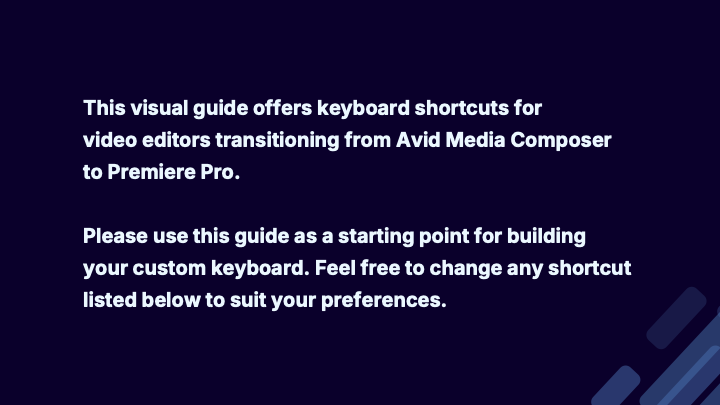 This visual guide offers keyboard shortcuts for
video editors transitioning from Avid Media Composer
to Premiere Pro.
Please use this guide as a starting point for building
your custom keyboard. Feel free to change any shortcut
listed below to suit your preferences.